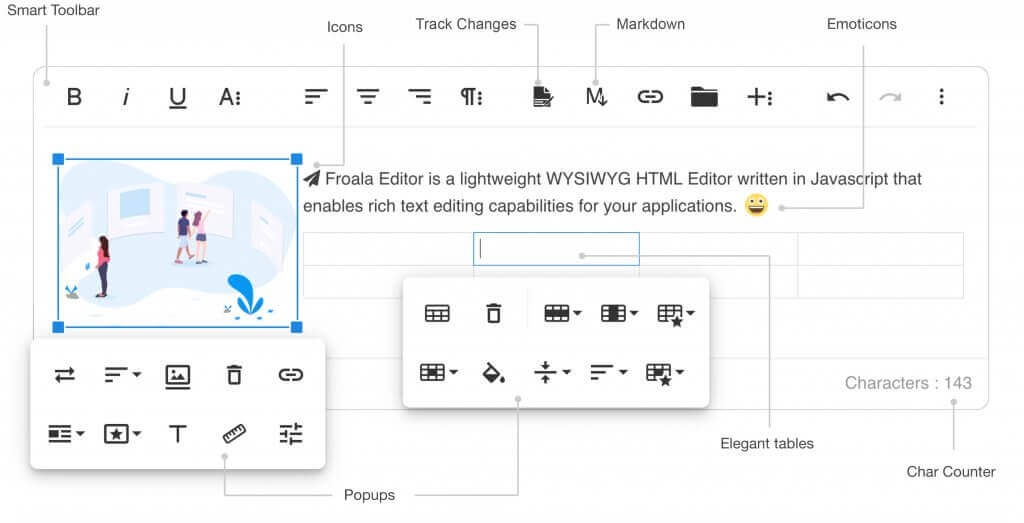 Smart Toolbar
Icons
Track Changes
Markdown
Emoticons
B i U A M
Froala Editor is a lightweight WYSIWYG HTML Editor written in Javascript that
enables rich text editing capabilities for your applications.
T
Characters : 143
Elegant tables
Char Counter
Popups